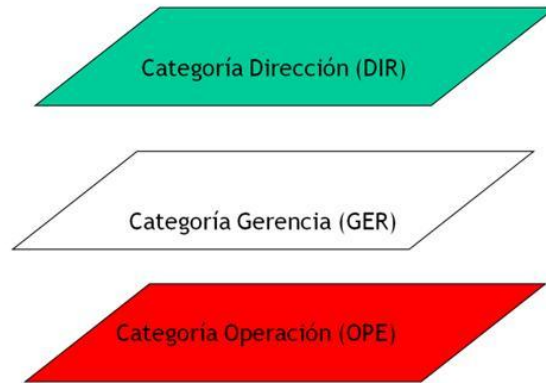 Categoría Dirección (DIR)
Categoría Gerencia (GER)
Categoría Operación (OPE)